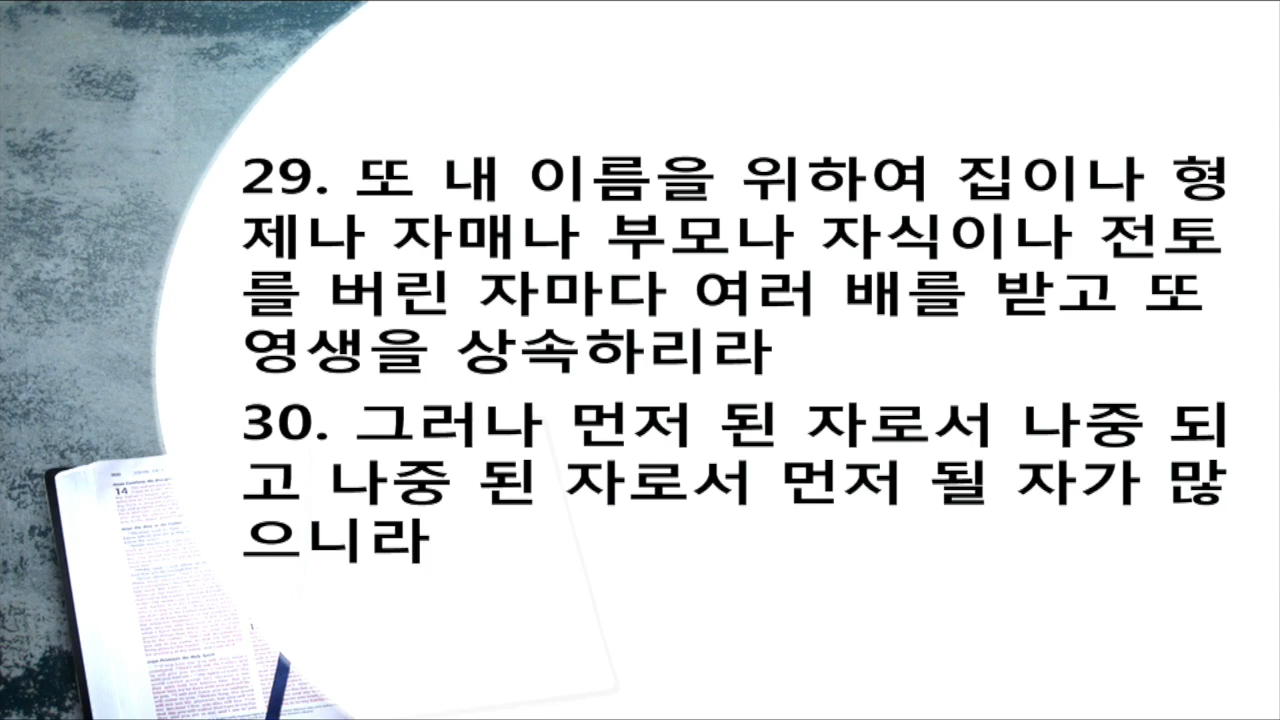 29. 또 내 이름을 위하여 집이나 형
제나 자매나 부모나 자식이나 전토
를 버린 자마다 여러 배를 받고 또
영생을 상속하리라
30. 그러나 먼저 된 자로서 나중 되
고 나중 된 자로서 먼저 될 자가 많
으니라
14